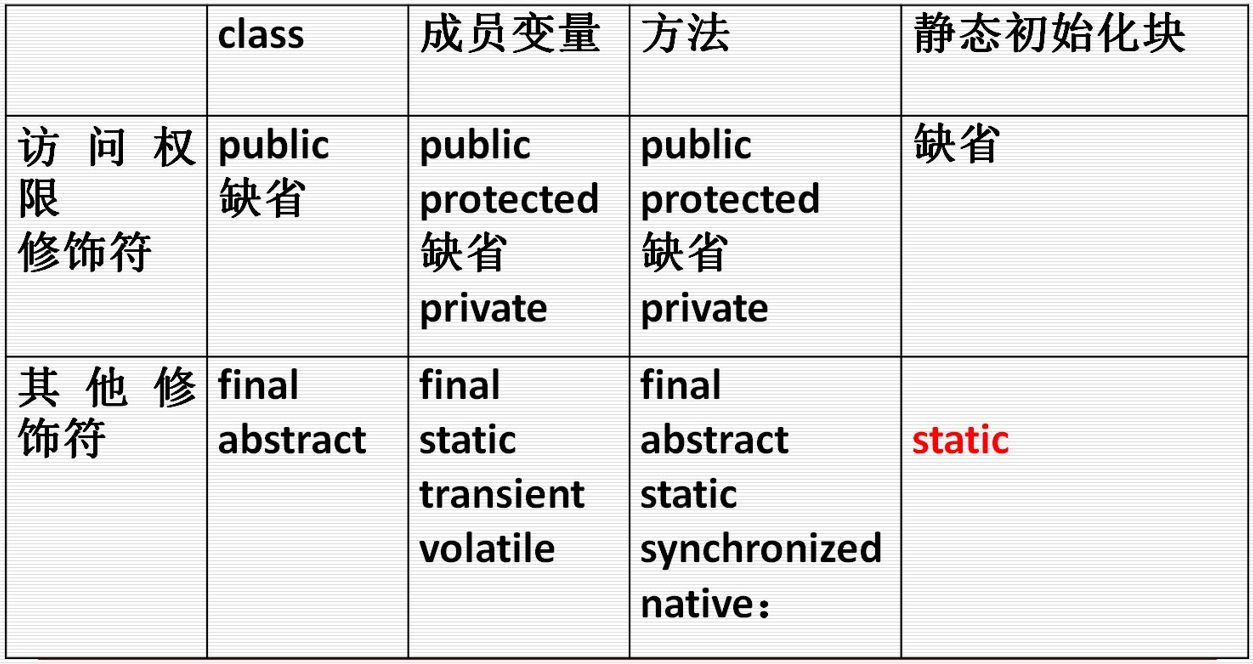 class
成员变量
方法
静态初始化块
访问权
限
修饰符
public
缺省
public
protected
缺省
private
public
protected
缺省
private
缺省
其他修
饰符
final
abstract
final
static
transient
volatile
final
abstract
static
synchronized
native：
static